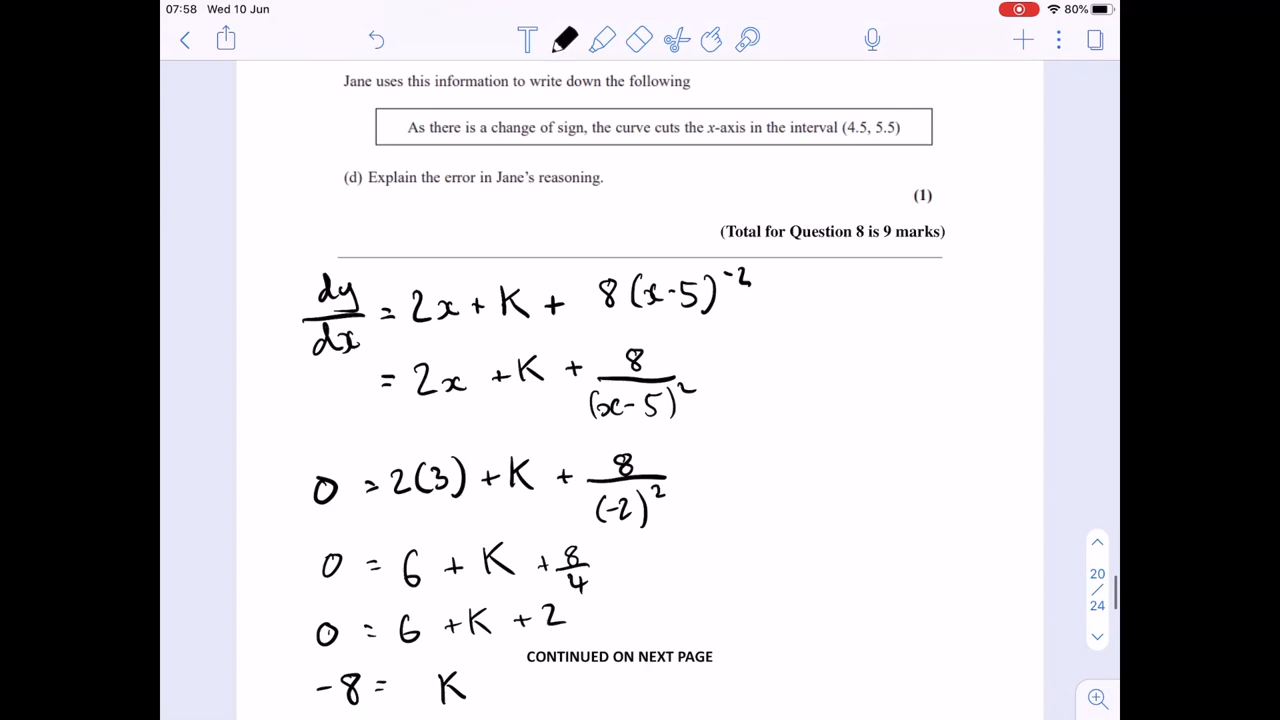 07:58 Wed 10 Jun 80%
Jane uses this information to write down the following
As there is a change of sign, the curve cuts the x-axis in the interval (4.5, 5.5)
(d) Explain the error in Jane's reasoning.
(1)
(Total for Question 8 is 9 marks)
dy/dx = 2x + K + 8(x-5)^-2
= 2x + K + 8/(x-5)^2
0 = 2(3) + K + 8/(-2)^2
0 = 6 + K + 8/4
0 = 6 + K + 2
CONTINUED ON NEXT PAGE
-8 = K
20
/
24